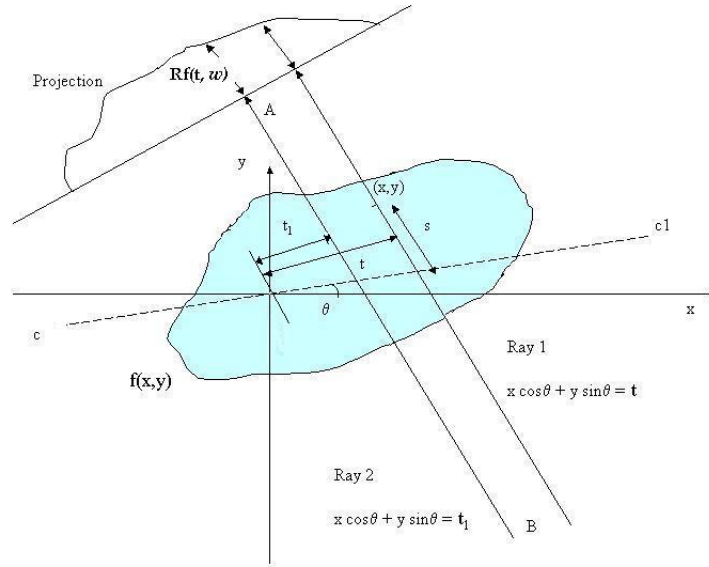 Projection
Rf(t, w)
A
y
(x,y)
t1
s
c1
t
θ
x
c
Ray 1
f(x,y)
x cosθ + y sinθ = t
Ray 2
x cosθ + y sinθ = t1
B